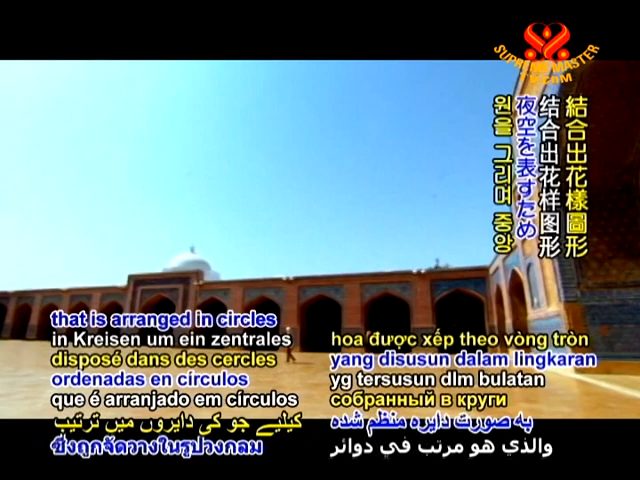 SUPREME MASTER
TV.COM
結合出花樣圖形
结合出花样图形
夜空を表すため
원을 그리며 중앙
that is arranged in circles
in Kreisen um ein zentrales
disposé dans des cercles
ordenadas en círculos
que é arranjado em círculos
کیلیے جو کی دایروں میں ترتیب
ซึ่งถูกจัดวางในรูปวงกลม
hoa được xếp theo vòng tròn
yang disusun dalam lingkaran
yg tersusun dlm bulatan
собранный в круги
به صورت دایره منظم شده
والذي هو مرتب في دوائر